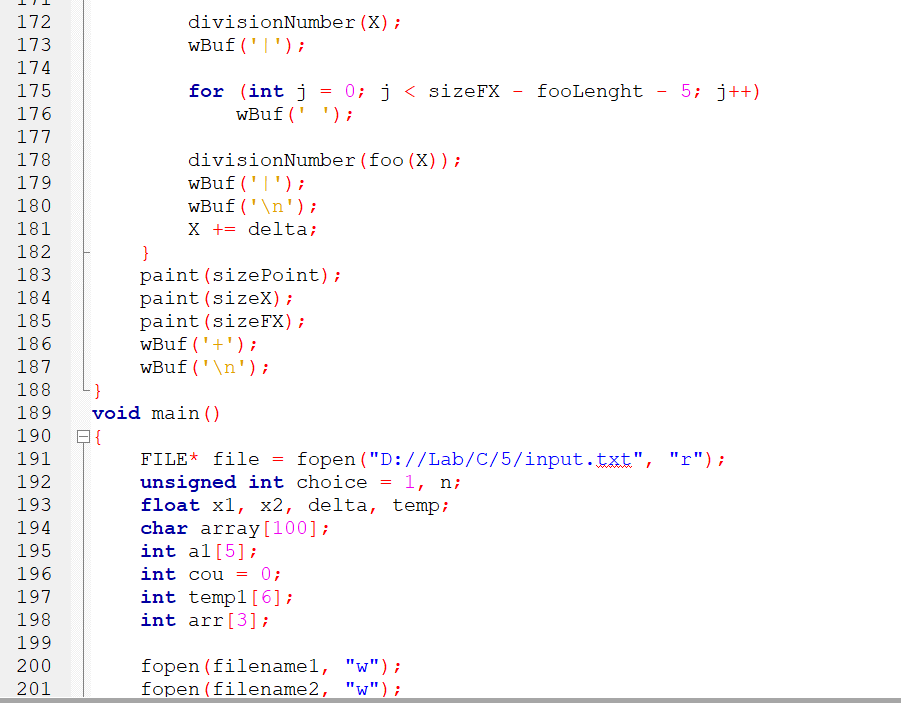 171
172 divisionNumber(X);
173 wBuf('|');
174
175 for (int j = 0; j < sizeFX - fooLenght - 5; j++)
176 wBuf(' ');
177
178 divisionNumber(foo(X));
179 wBuf('|');
180 wBuf('\n');
181 X += delta;
182 }
183 paint(sizePoint);
184 paint(sizeX);
185 paint(sizeFX);
186 wBuf('+');
187 wBuf('\n');
188 }
189 void main()
190 {
191 FILE* file = fopen("D://Lab/C/5/input.txt", "r");
192 unsigned int choice = 1, n;
193 float x1, x2, delta, temp;
194 char array[100];
195 int a1[5];
196 int cou = 0;
197 int temp1[6];
198 int arr[3];
199
200 fopen(filename1, "w");
201 fopen(filename2, "w");